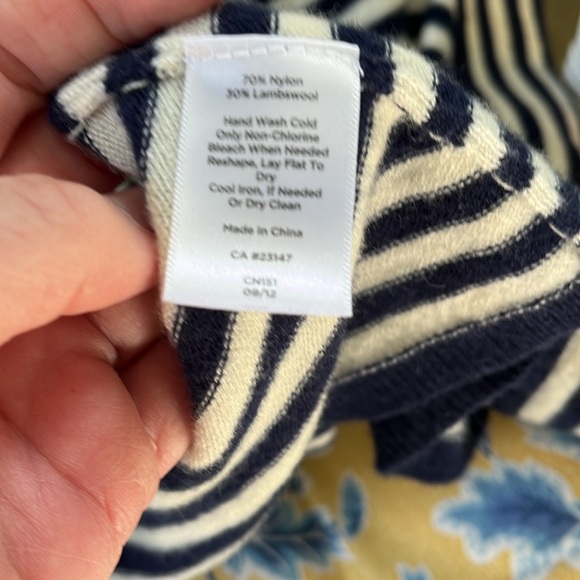 70% Nylon
30% Lambswool
Hand Wash Cold
Only Non-Chlorine
Bleach When Needed
Reshape, Lay Flat To
Dry
Cool Iron, If Needed
Or Dry Clean
Made in China
CA #23147
CN151
08/12